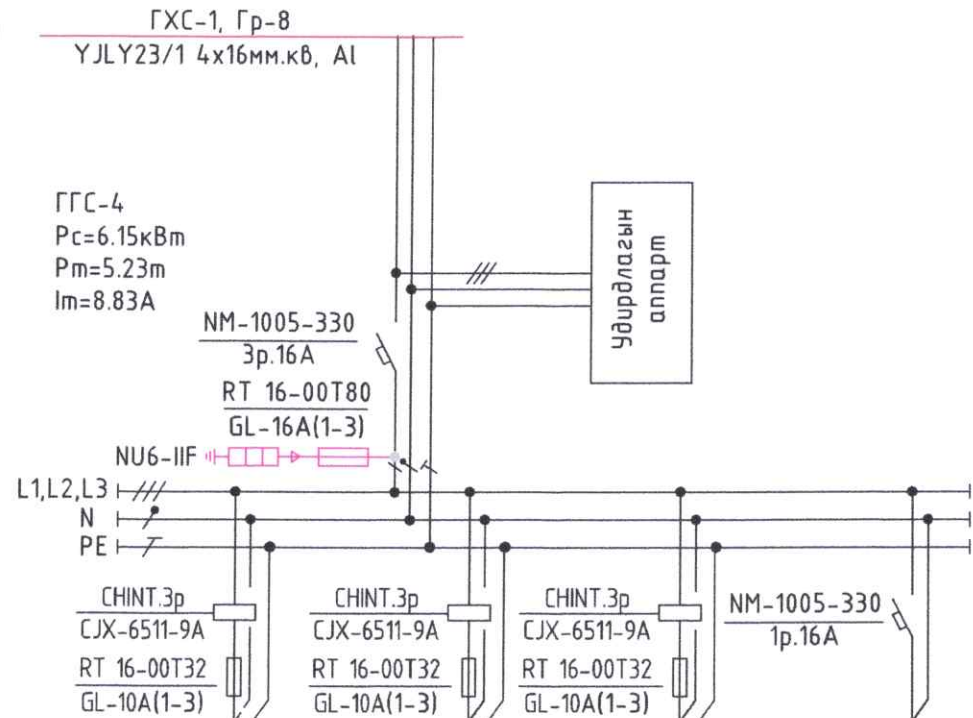 ГХС-1, Гр-8
YJLY23/1 4x16мм.кв, Al
ГГС-4
Pc=6.15кВт
Pm=5.23т
Im=8.83A
Удирдлагын
аппарт
NM-1005-330
3p.16A
RT 16-00T80
GL-16A(1-3)
NU6-IIF
L1,L2,L3
N
PE
CHINT.3p
CJX-6511-9A
RT 16-00T32
GL-10A(1-3)
CHINT.3p
CJX-6511-9A
RT 16-00T32
GL-10A(1-3)
CHINT.3p
CJX-6511-9A
RT 16-00T32
GL-10A(1-3)
NM-1005-330
1p.16A